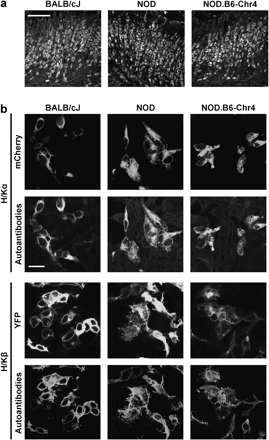 a
BALB/cJ NOD NOD.B6-Chr4
b
BALB/cJ NOD NOD.B6-Chr4
H/Kα
mCherry
Autoantibodies
H/Kβ
YFP
Autoantibodies